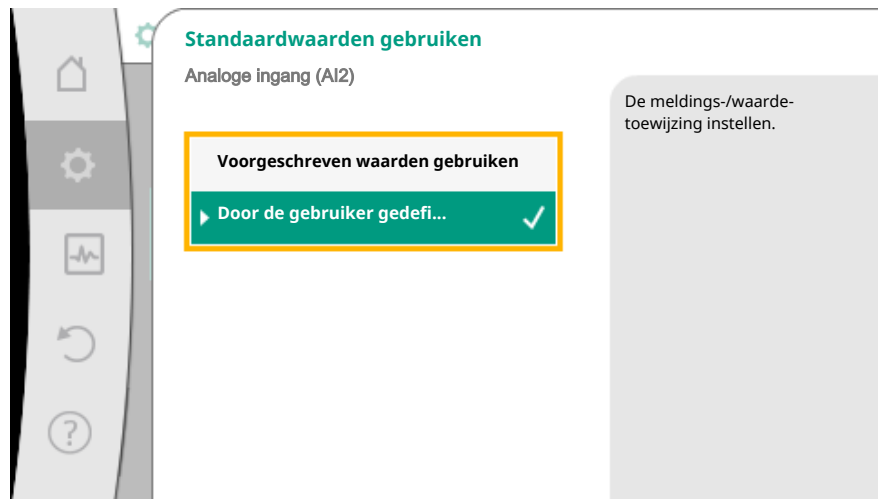 Standaardwaarden gebruiken
Analoge ingang (AI2)
Voorgeschreven waarden gebruiken
Door de gebruiker gedefi...
De meldings-/waarde-
toewijzing instellen.
?